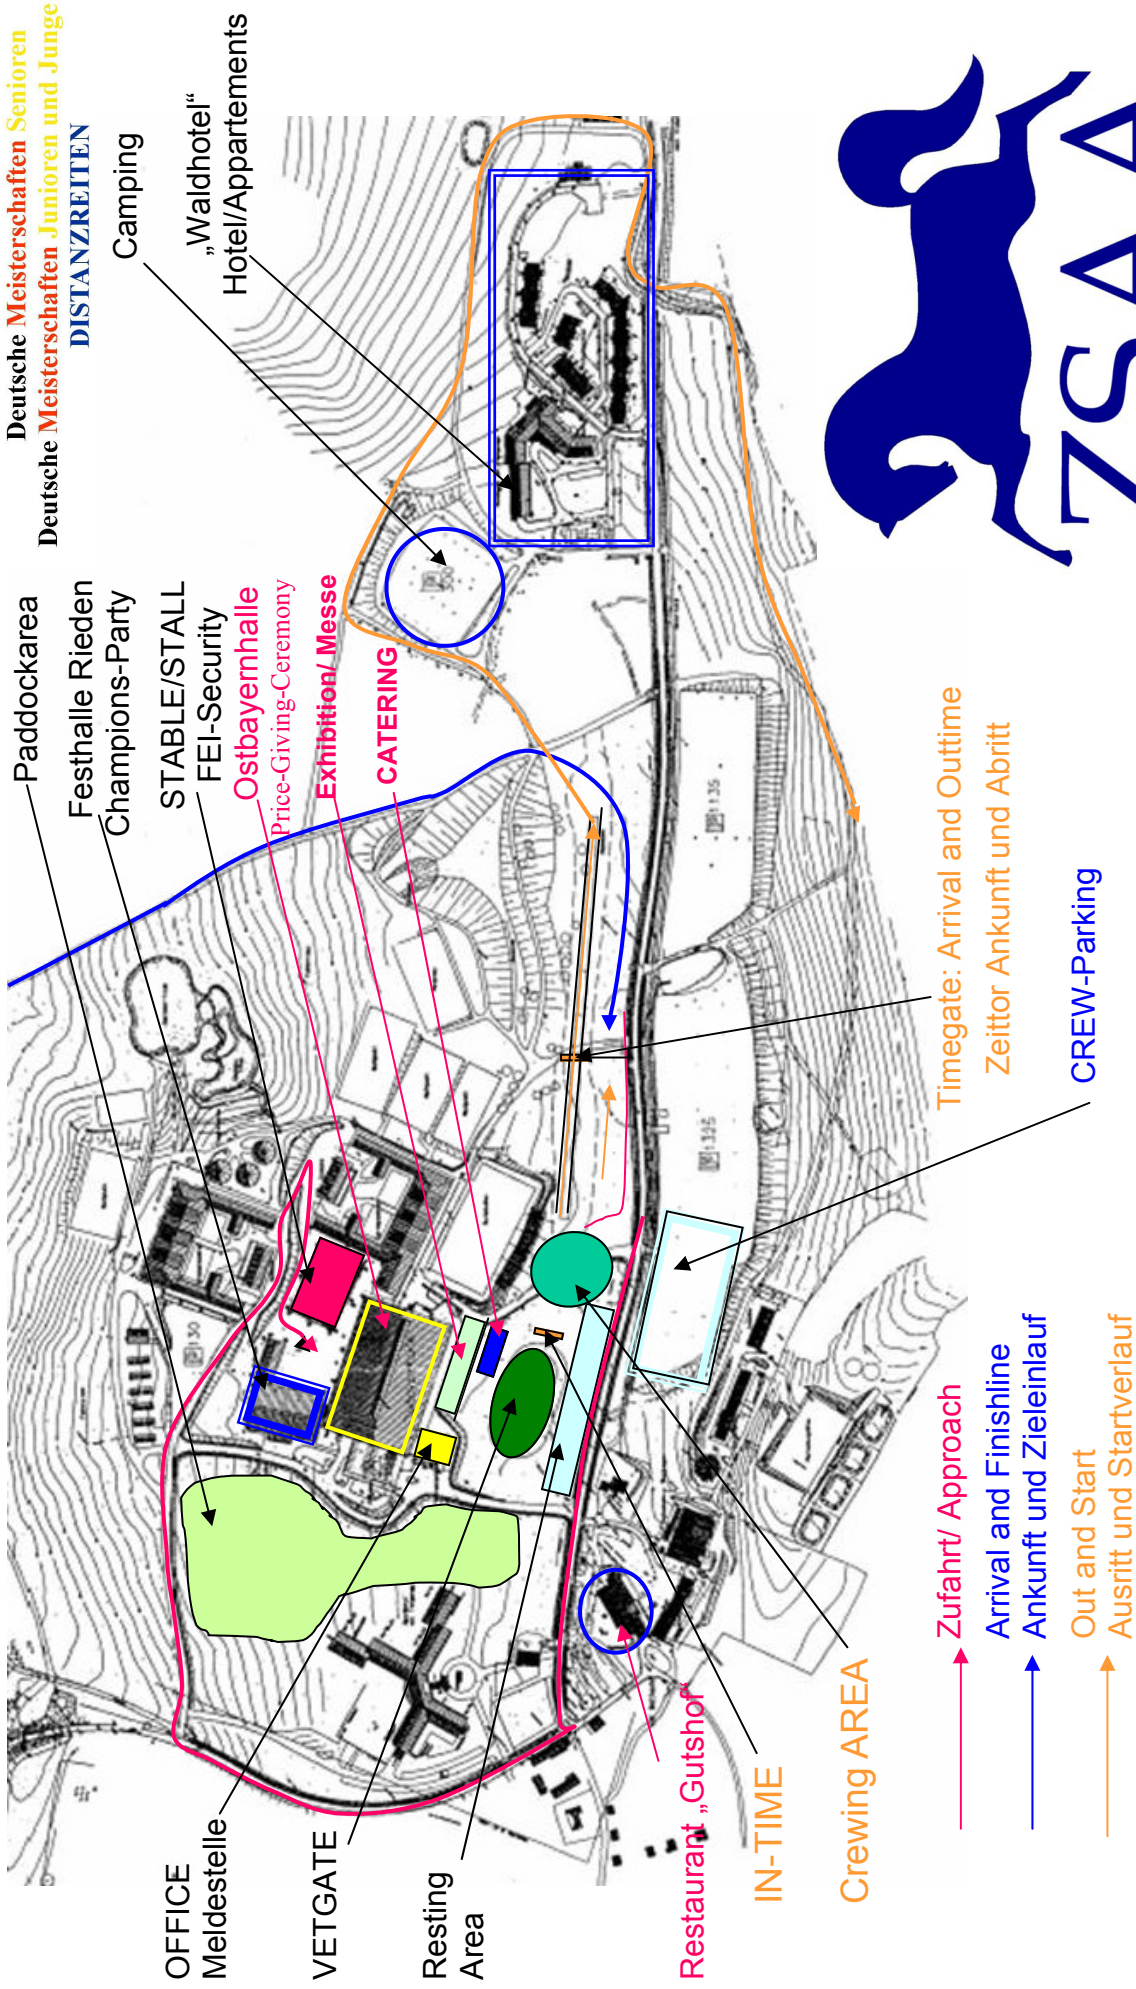 Deutsche Meisterschaften Senioren
Deutsche Meisterschaften Junioren und Junge
DISTANZREITEN
Camping
„Waldhotel“
Hotel/Appartements
Paddockarea
Festhalle Rieden
Champions-Party
STABLE/STALL
FEI-Security
Ostbayernhalle
Price-Giving-Ceremony
Exhibition/ Messe
CATERING
OFFICE
Meldestelle
VETGATE
Resting
Area
Restaurant „Gutshof“
IN-TIME
Crewing AREA
Timegate: Arrival and Outtime
Zeittor Ankunft und Abritt
CREW-Parking
Zufahrt/ Approach
Arrival and Finishline
Ankunft und Zieleinlauf
Out and Start
Ausritt und Startverlauf
P 135
P 135
P 30
ZSAA